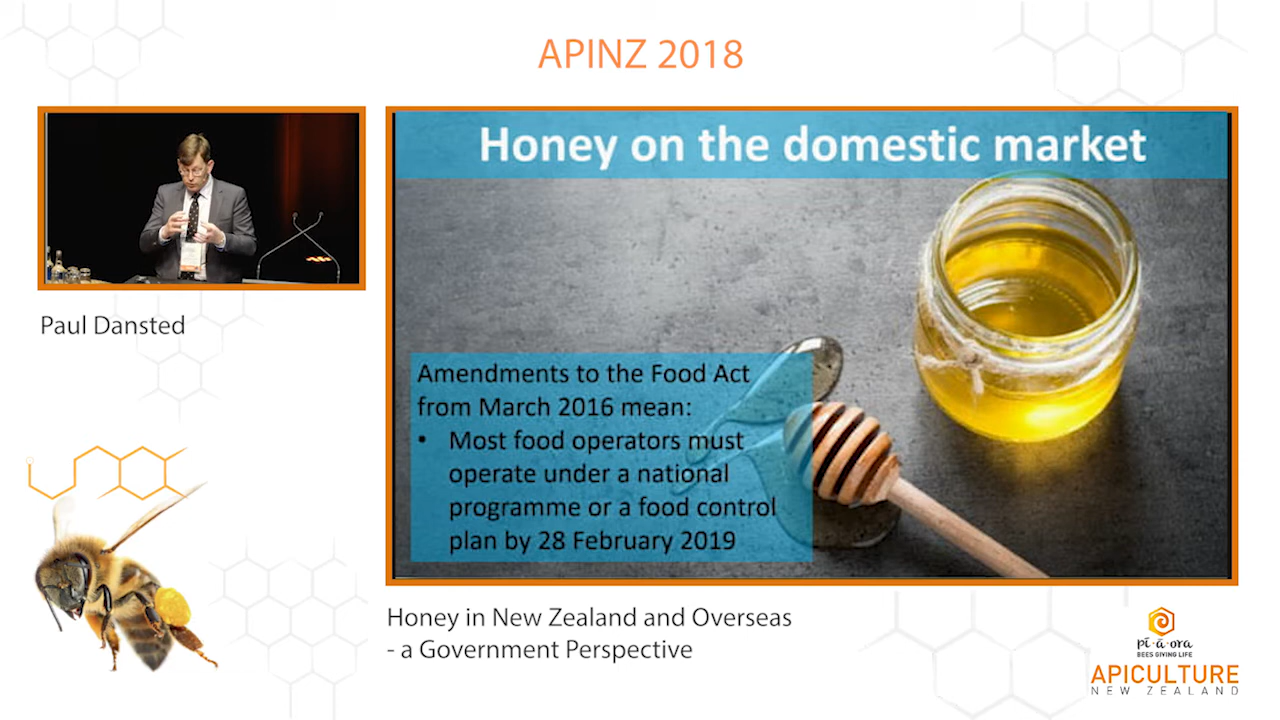 APINZ 2018
Honey on the domestic market
Paul Dansted
Amendments to the Food Act
from March 2016 mean:
• Most food operators must
operate under a national
programme or a food control
plan by 28 February 2019
Honey in New Zealand and Overseas
- a Government Perspective
pī-ā-ora
BEES GIVING LIFE
APICULTURE
NEW ZEALAND